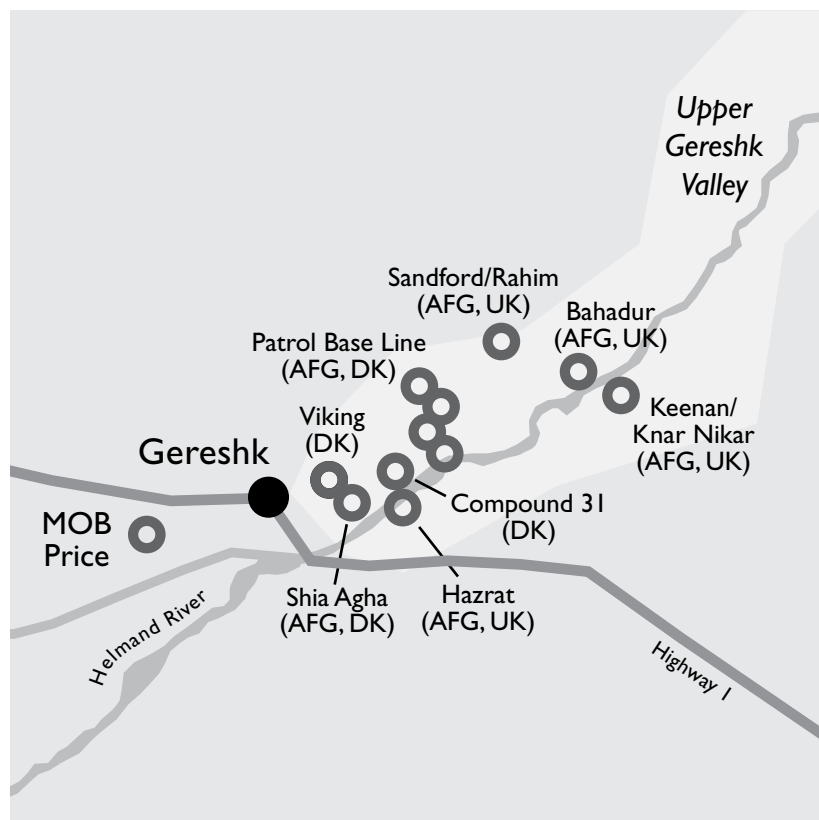 Upper
Gereshk
Valley
Sandford/Rahim
(AFG, UK)
Bahadur
(AFG, UK)
Patrol Base Line
(AFG, DK)
Viking
(DK)
Keenan/
Knar Nikar
(AFG, UK)
Gereshk
Compound 31
(DK)
MOB
Price
Shia Agha
(AFG, DK)
Hazrat
(AFG, UK)
Helmand River
Highway 1